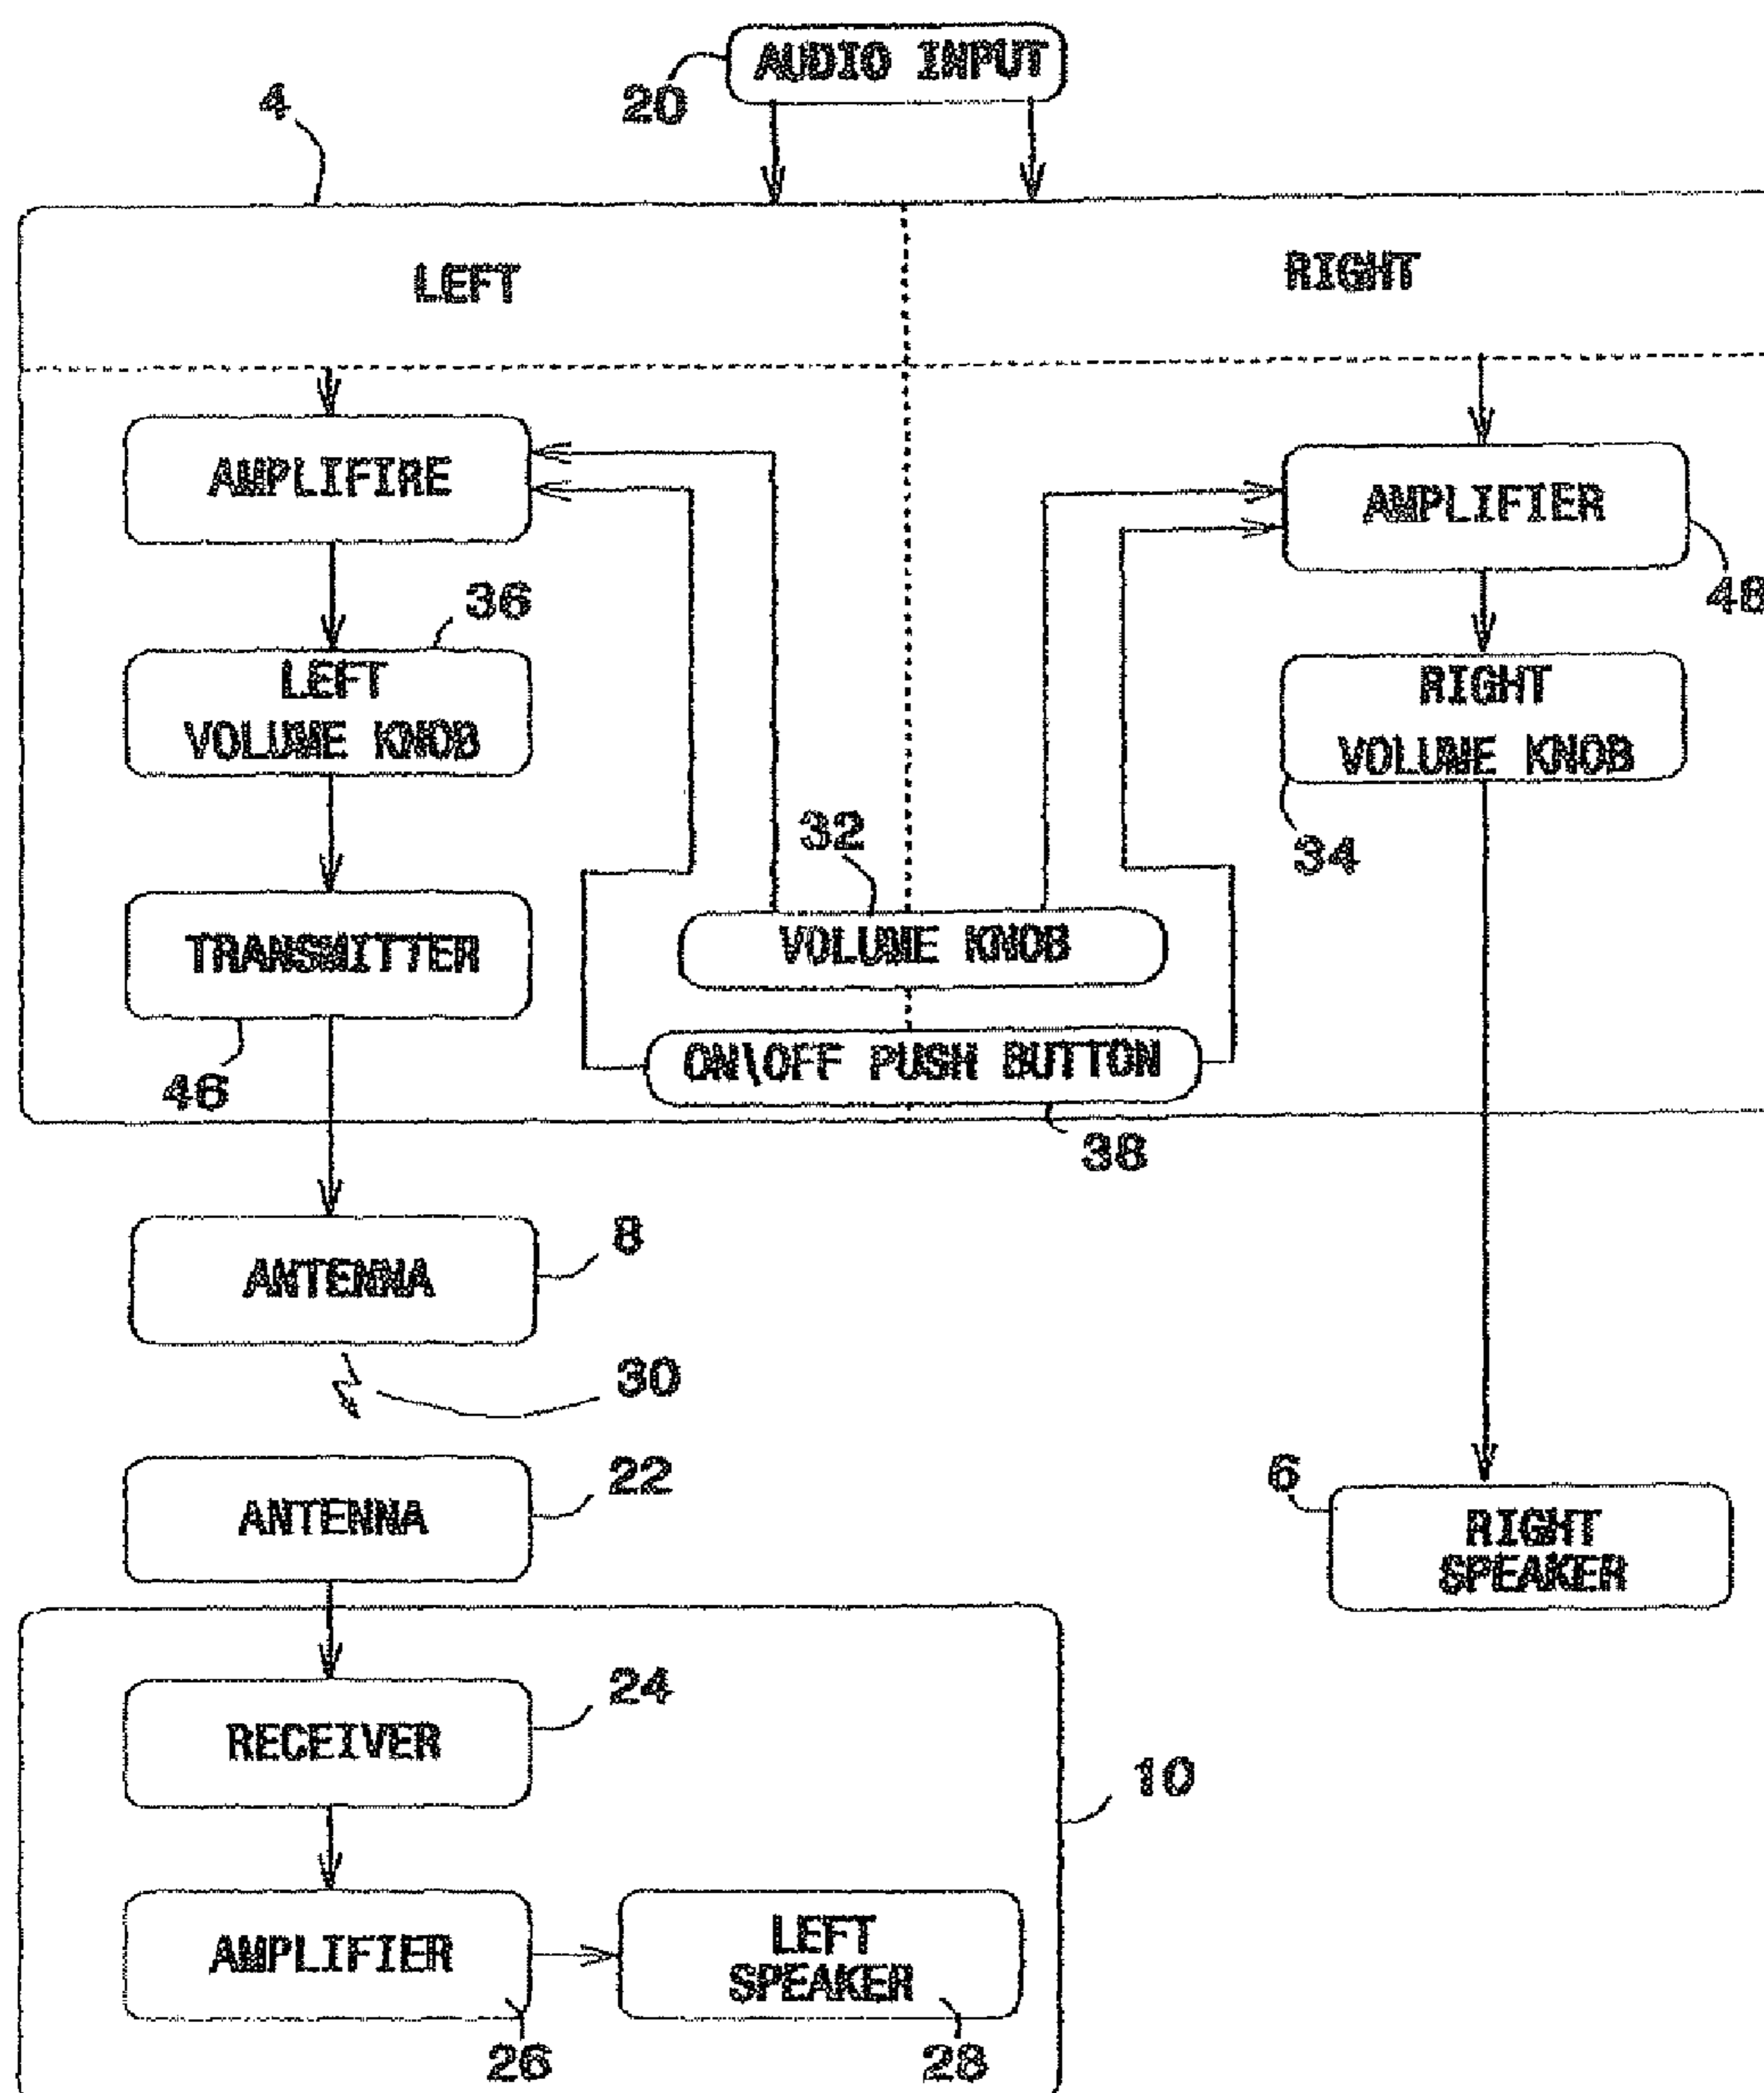 AUDIO INPUT
20
4
LEFT
RIGHT
AMPLIFIRE
AMPLIFIER
48
36
LEFT
VOLUME KNOB
RIGHT
VOLUME KNOB
34
32
TRANSMITTER
VOLUME KNOB
46
ON\OFF PUSH BUTTON
38
ANTENNA
8
30
ANTENNA
22
6
RIGHT
SPEAKER
RECEIVER
24
10
AMPLIFIER
LEFT
SPEAKER
26
28